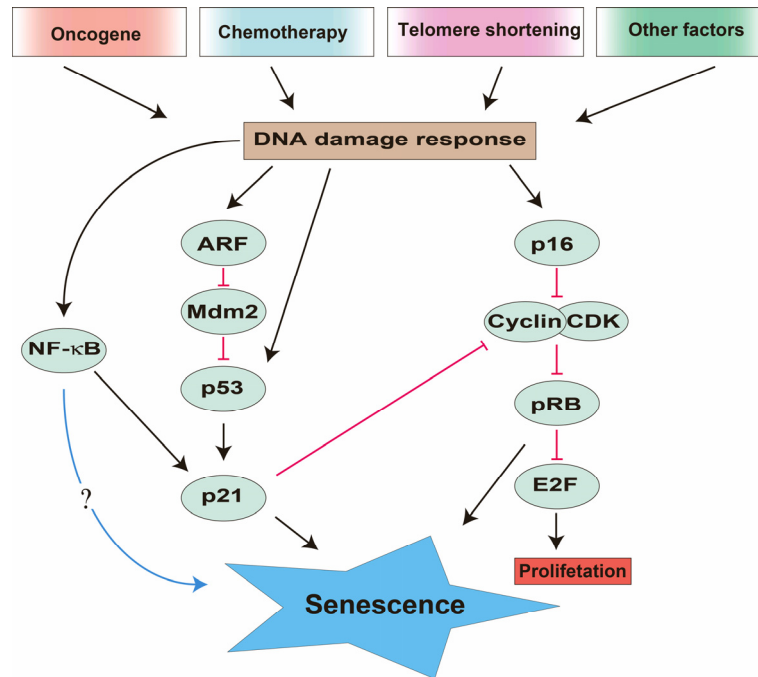 Oncogene
Chemotherapy
Telomere shortening
Other factors
DNA damage response
ARF
p16
Mdm2
Cyclin
CDK
NF-κB
p53
pRB
p21
E2F
?
Prolifetation
Senescence